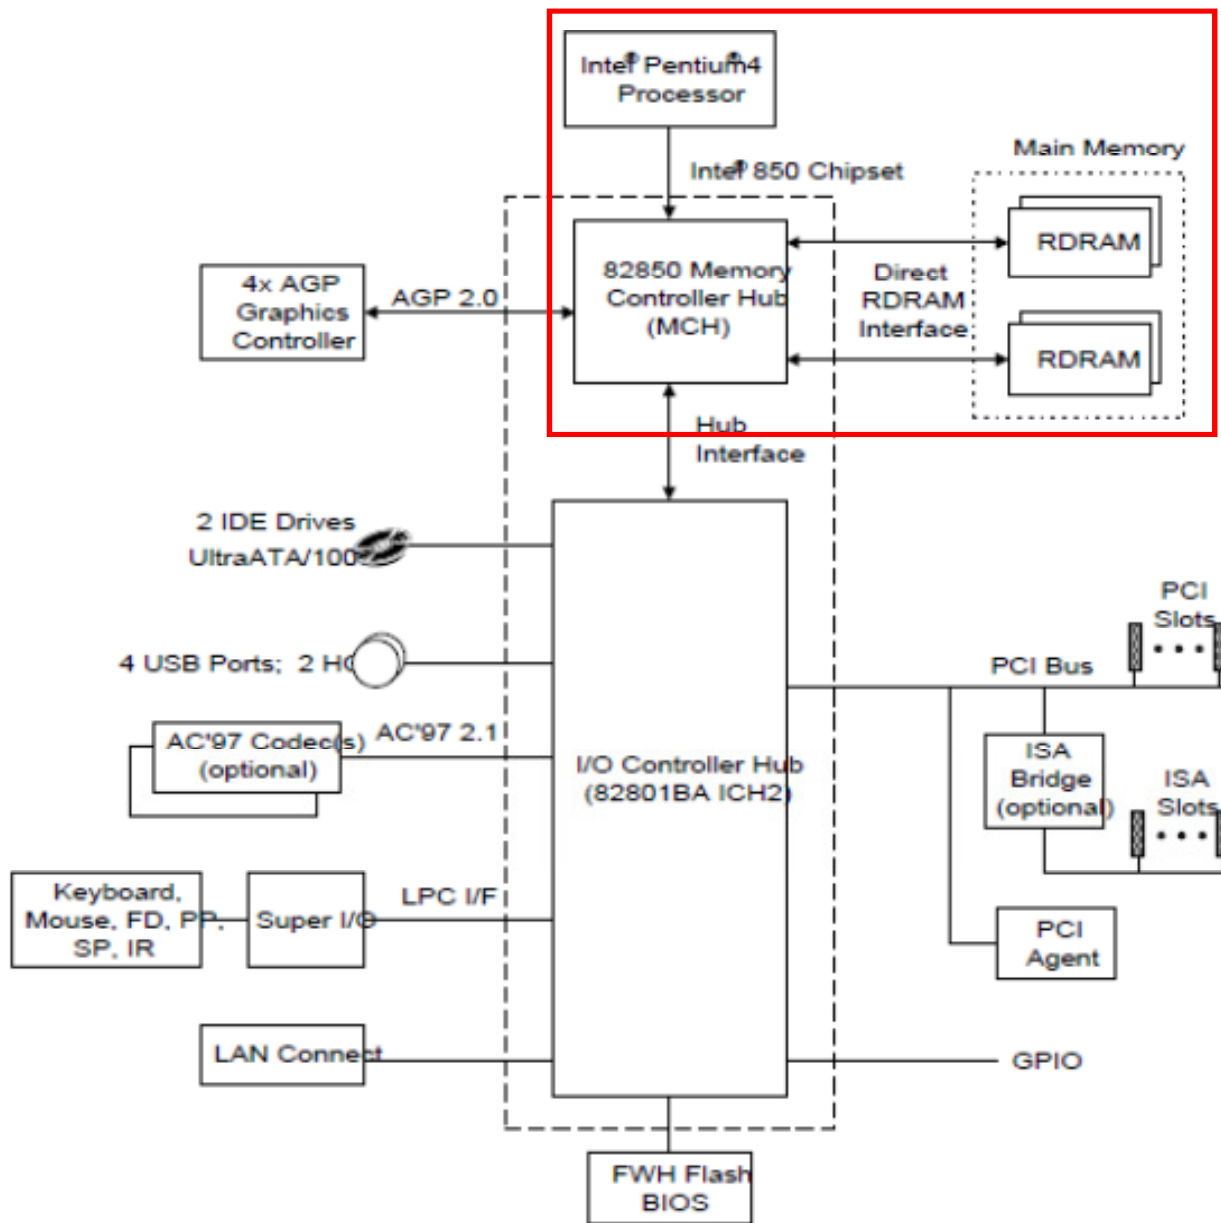 Intel® Pentium®4
Processor
Intel® 850 Chipset
Main Memory
RDRAM
82850 Memory
Controller Hub
(MCH)
Direct
RDRAM
Interface
RDRAM
4x AGP
Graphics
Controller
AGP 2.0
Hub
Interface
2 IDE Drives
UltraATA/100
4 USB Ports; 2 HC
AC'97 Codec(s)
(optional)
AC'97 2.1
I/O Controller Hub
(82801BA ICH2)
PCI
Slots
PCI Bus
ISA
Bridge
(optional)
ISA
Slots
Keyboard,
Mouse, FD, PP,
SP, IR
Super I/O
LPC I/F
PCI
Agent
LAN Connect
GPIO
FWH Flash
BIOS